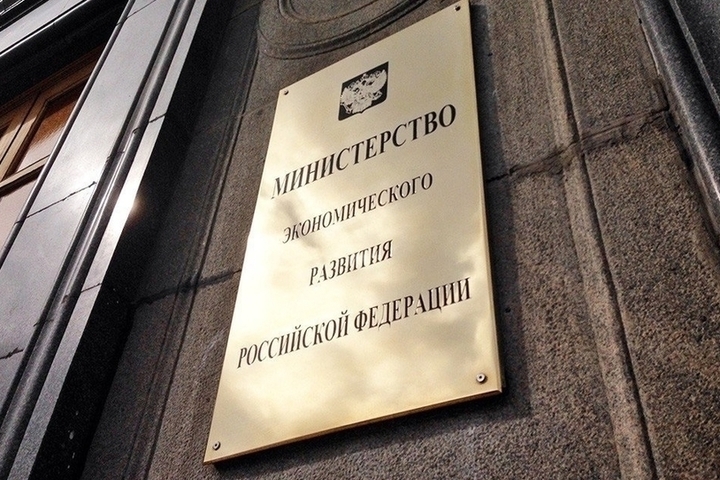 МИНИСТЕРСТВО
ЭКОНОМИЧЕСКОГО
РАЗВИТИЯ
РОССИЙСКОЙ ФЕДЕРАЦИИ